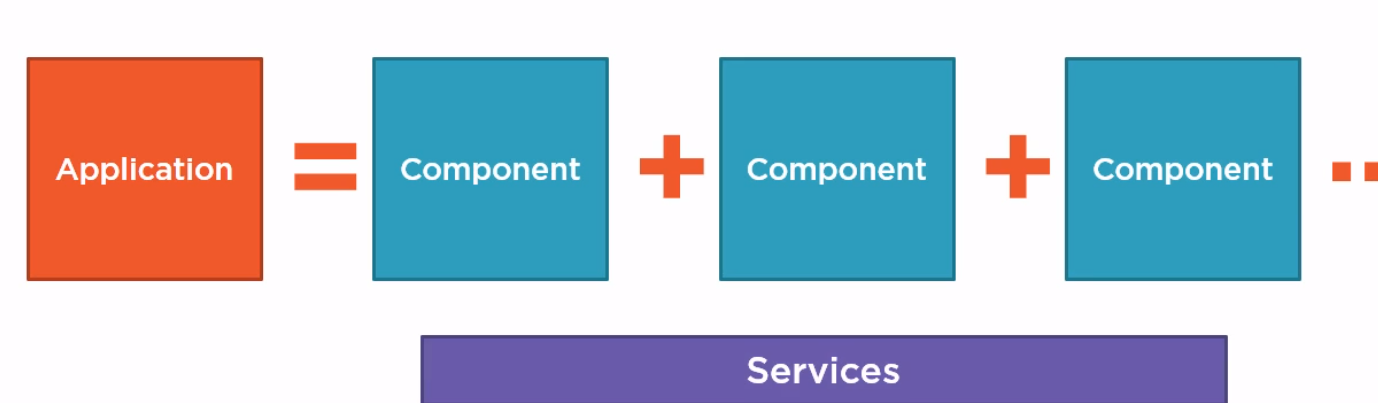 Application = Component + Component + Component ..
Services